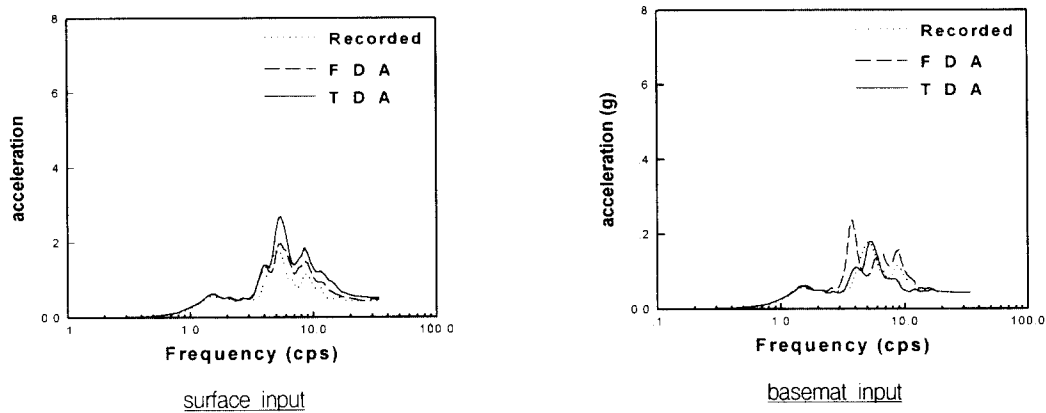 8
6
4
2
0.0
.1
1.0
10.0
100.0
acceleration
Frequency (cps)
Recorded
F D A
T D A
surface input
.8
.6
.4
.2
0.0
.1
1.0
10.0
100.0
acceleration (g)
Frequency (cps)
Recorded
F D A
T D A
basemat input